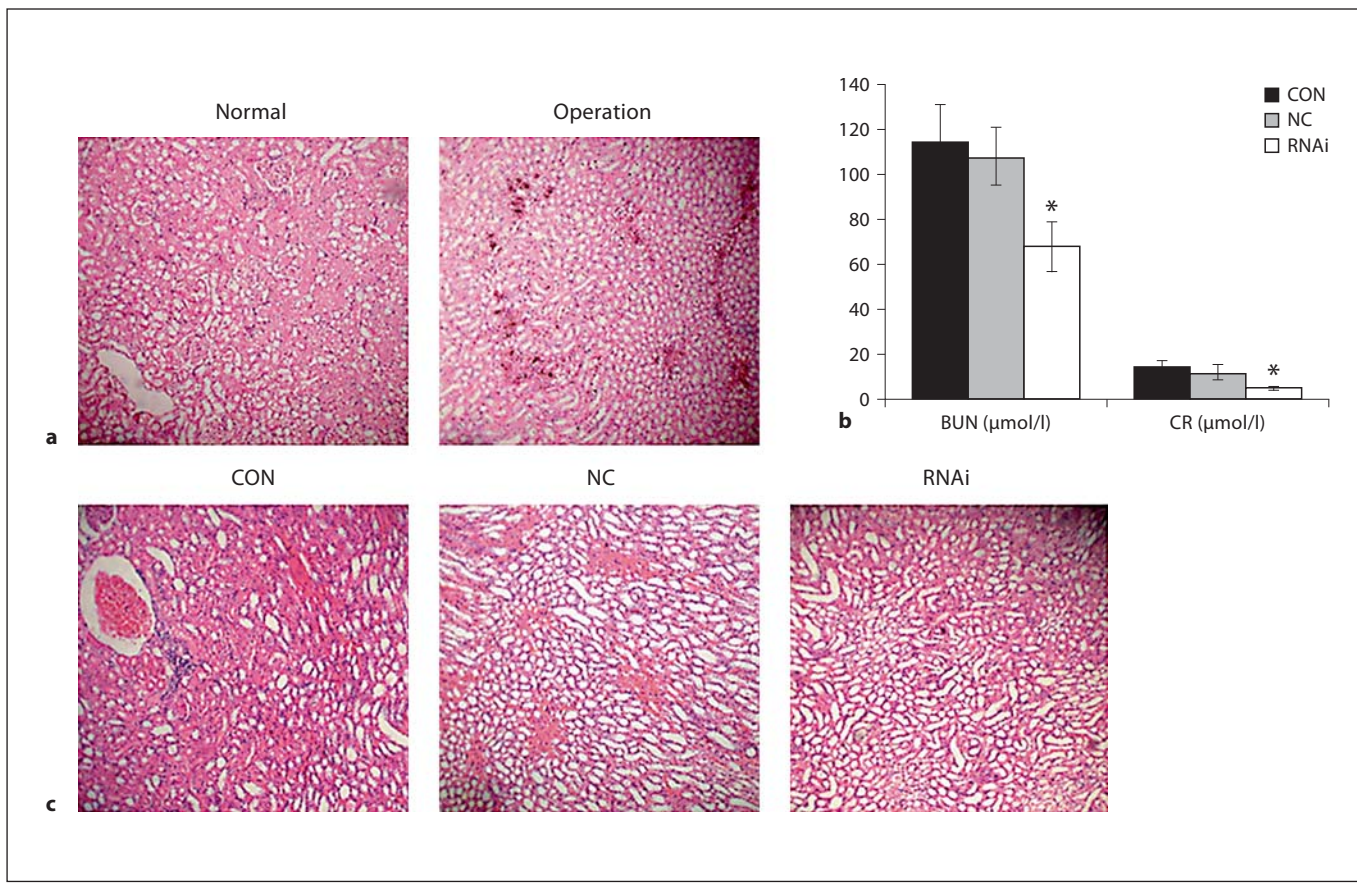 Normal
Operation
a
140
120
100
80
60
40
20
0
CON
NC
RNAi
*
*
b
BUN (µmol/l)
CR (µmol/l)
CON
NC
RNAi
c